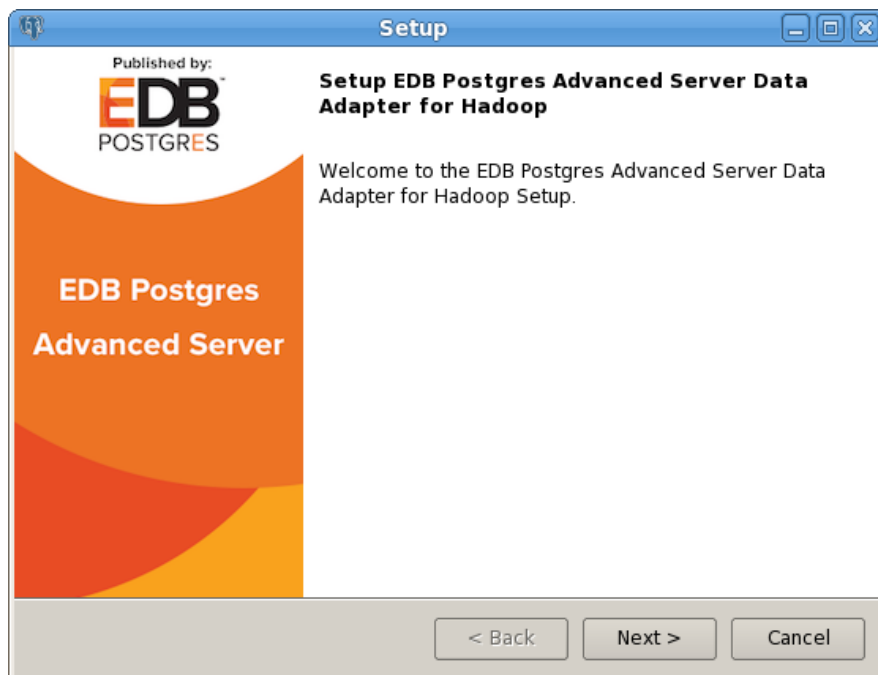 Setup
Published by:
EDB
POSTGRES
EDB Postgres
Advanced Server
Setup EDB Postgres Advanced Server Data
Adapter for Hadoop
Welcome to the EDB Postgres Advanced Server Data
Adapter for Hadoop Setup.
< Back
Next >
Cancel